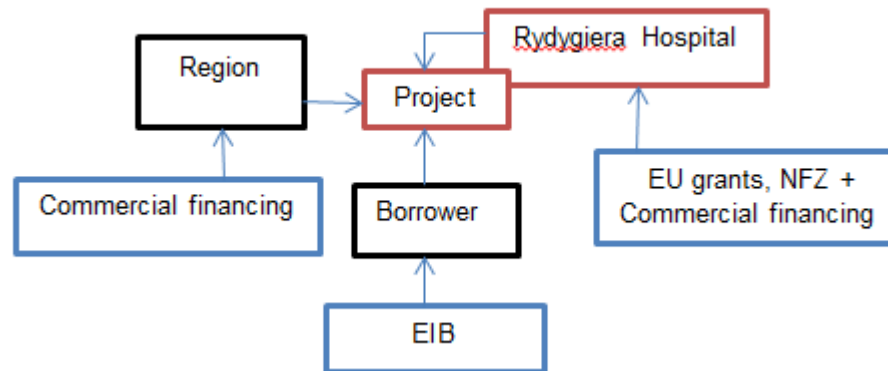 Rydygiera Hospital
Region
Project
Commercial financing
Borrower
EU grants, NFZ +
Commercial financing
EIB